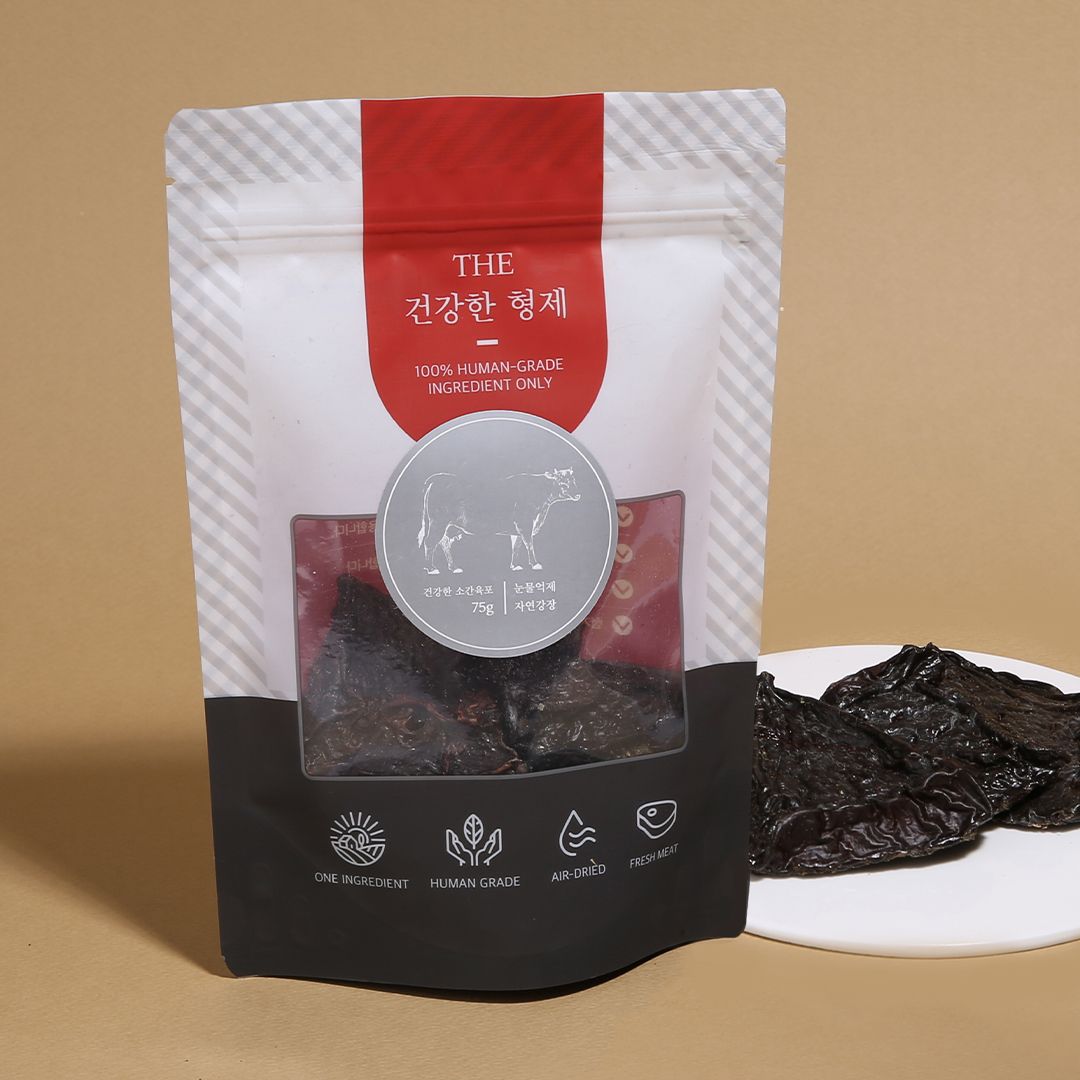 THE
건강한 형제
100% HUMAN-GRADE
INGREDIENT ONLY
건강한 소간육포
75g
눈물억제
자연강장
ONE INGREDIENT
HUMAN GRADE
AIR-DRIED
FRESH MEAT